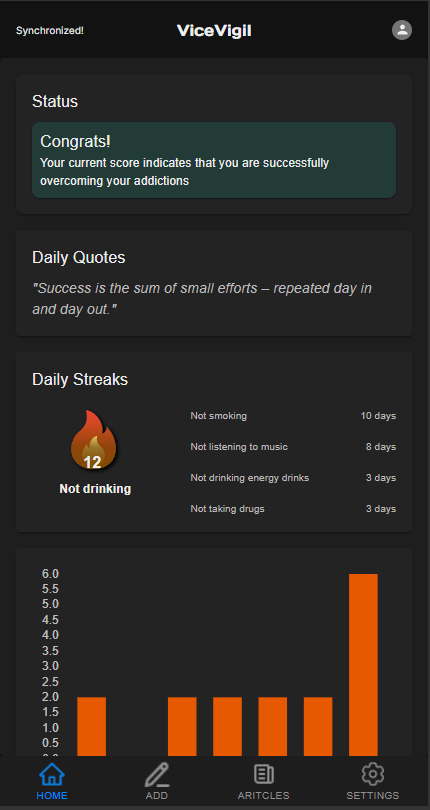 Synchronized!
ViceVigil
Status
Congrats!
Your current score indicates that you are successfully
overcoming your addictions
Daily Quotes
"Success is the sum of small efforts – repeated day in
and day out."
Daily Streaks
12
Not drinking
Not smoking 10 days
Not listening to music 8 days
Not drinking energy drinks 3 days
Not taking drugs 3 days
6.0
5.5
5.0
4.5
4.0
3.5
3.0
2.5
2.0
1.5
1.0
0.5
HOME ADD ARITCLES SETTINGS